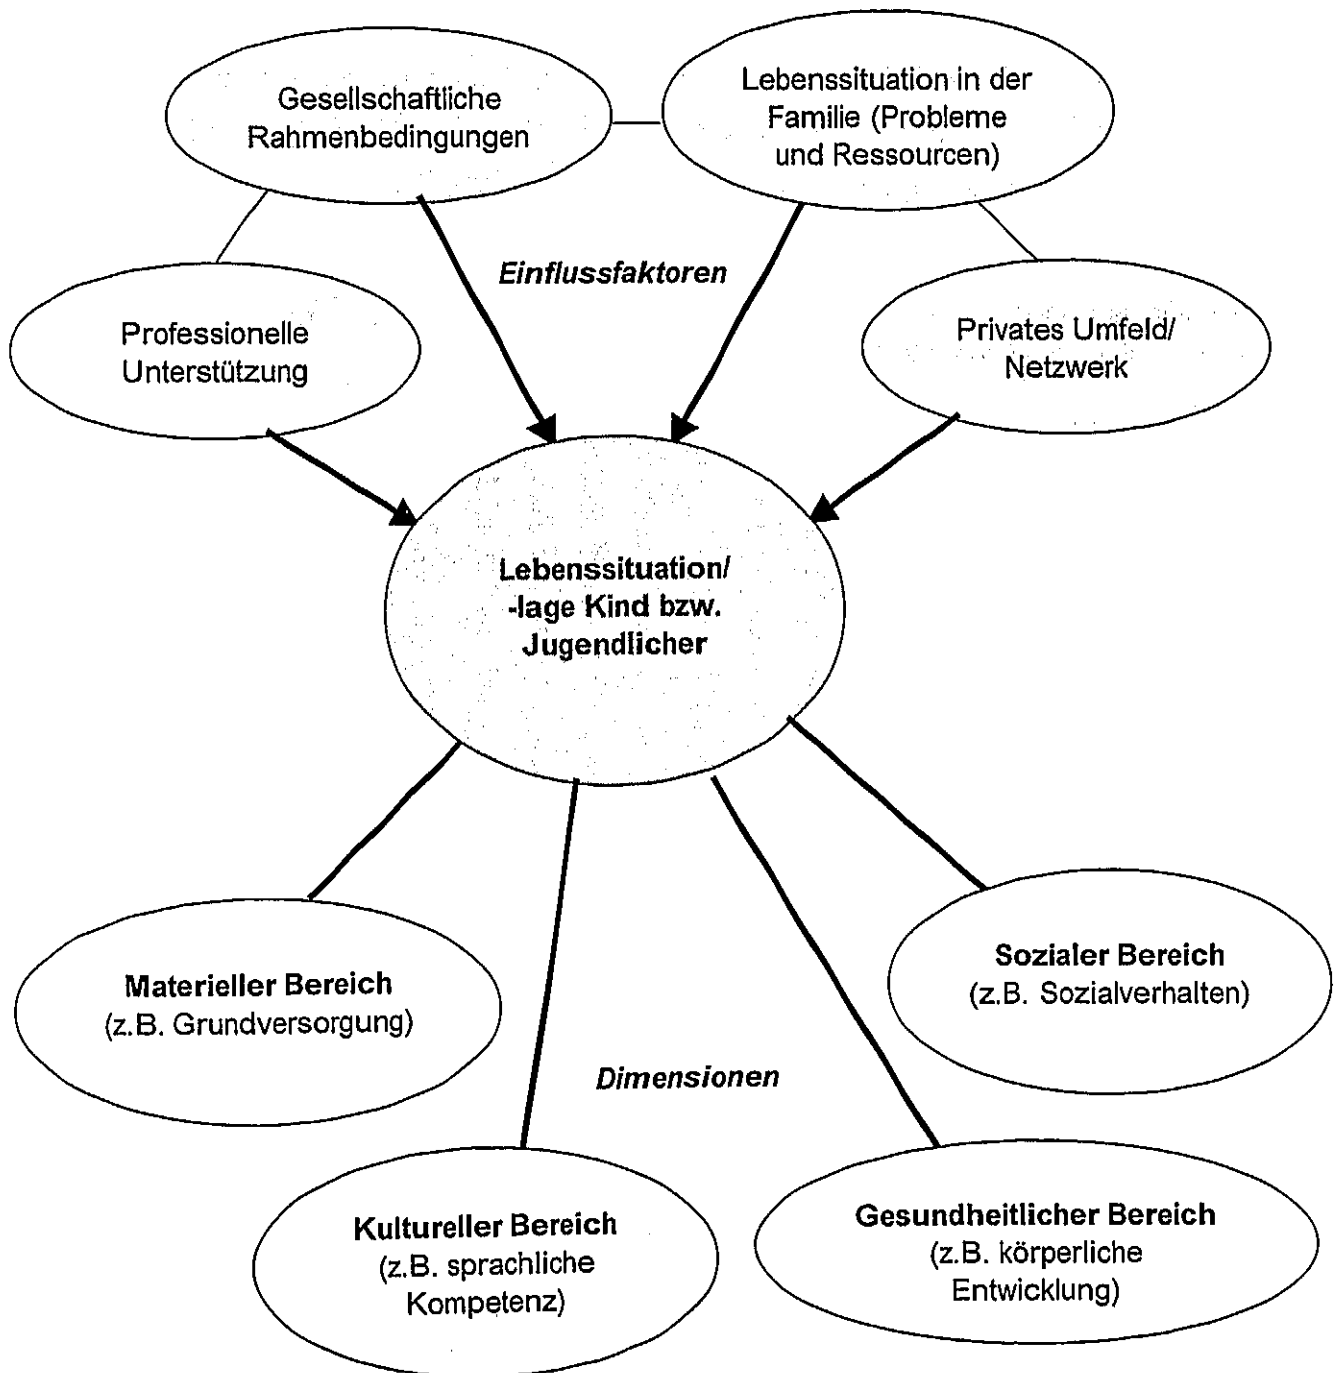 Gesellschaftliche
Rahmenbedingungen
Lebenssituation in der
Familie (Probleme
und Ressourcen)
Einflussfaktoren
Professionelle
Unterstützung
Privates Umfeld/
Netzwerk
Lebenssituation/
-lage Kind bzw.
Jugendlicher
Materieller Bereich
(z.B. Grundversorgung)
Sozialer Bereich
(z.B. Sozialverhalten)
Dimensionen
Kultureller Bereich
(z.B. sprachliche
Kompetenz)
Gesundheitlicher Bereich
(z.B. körperliche
Entwicklung)